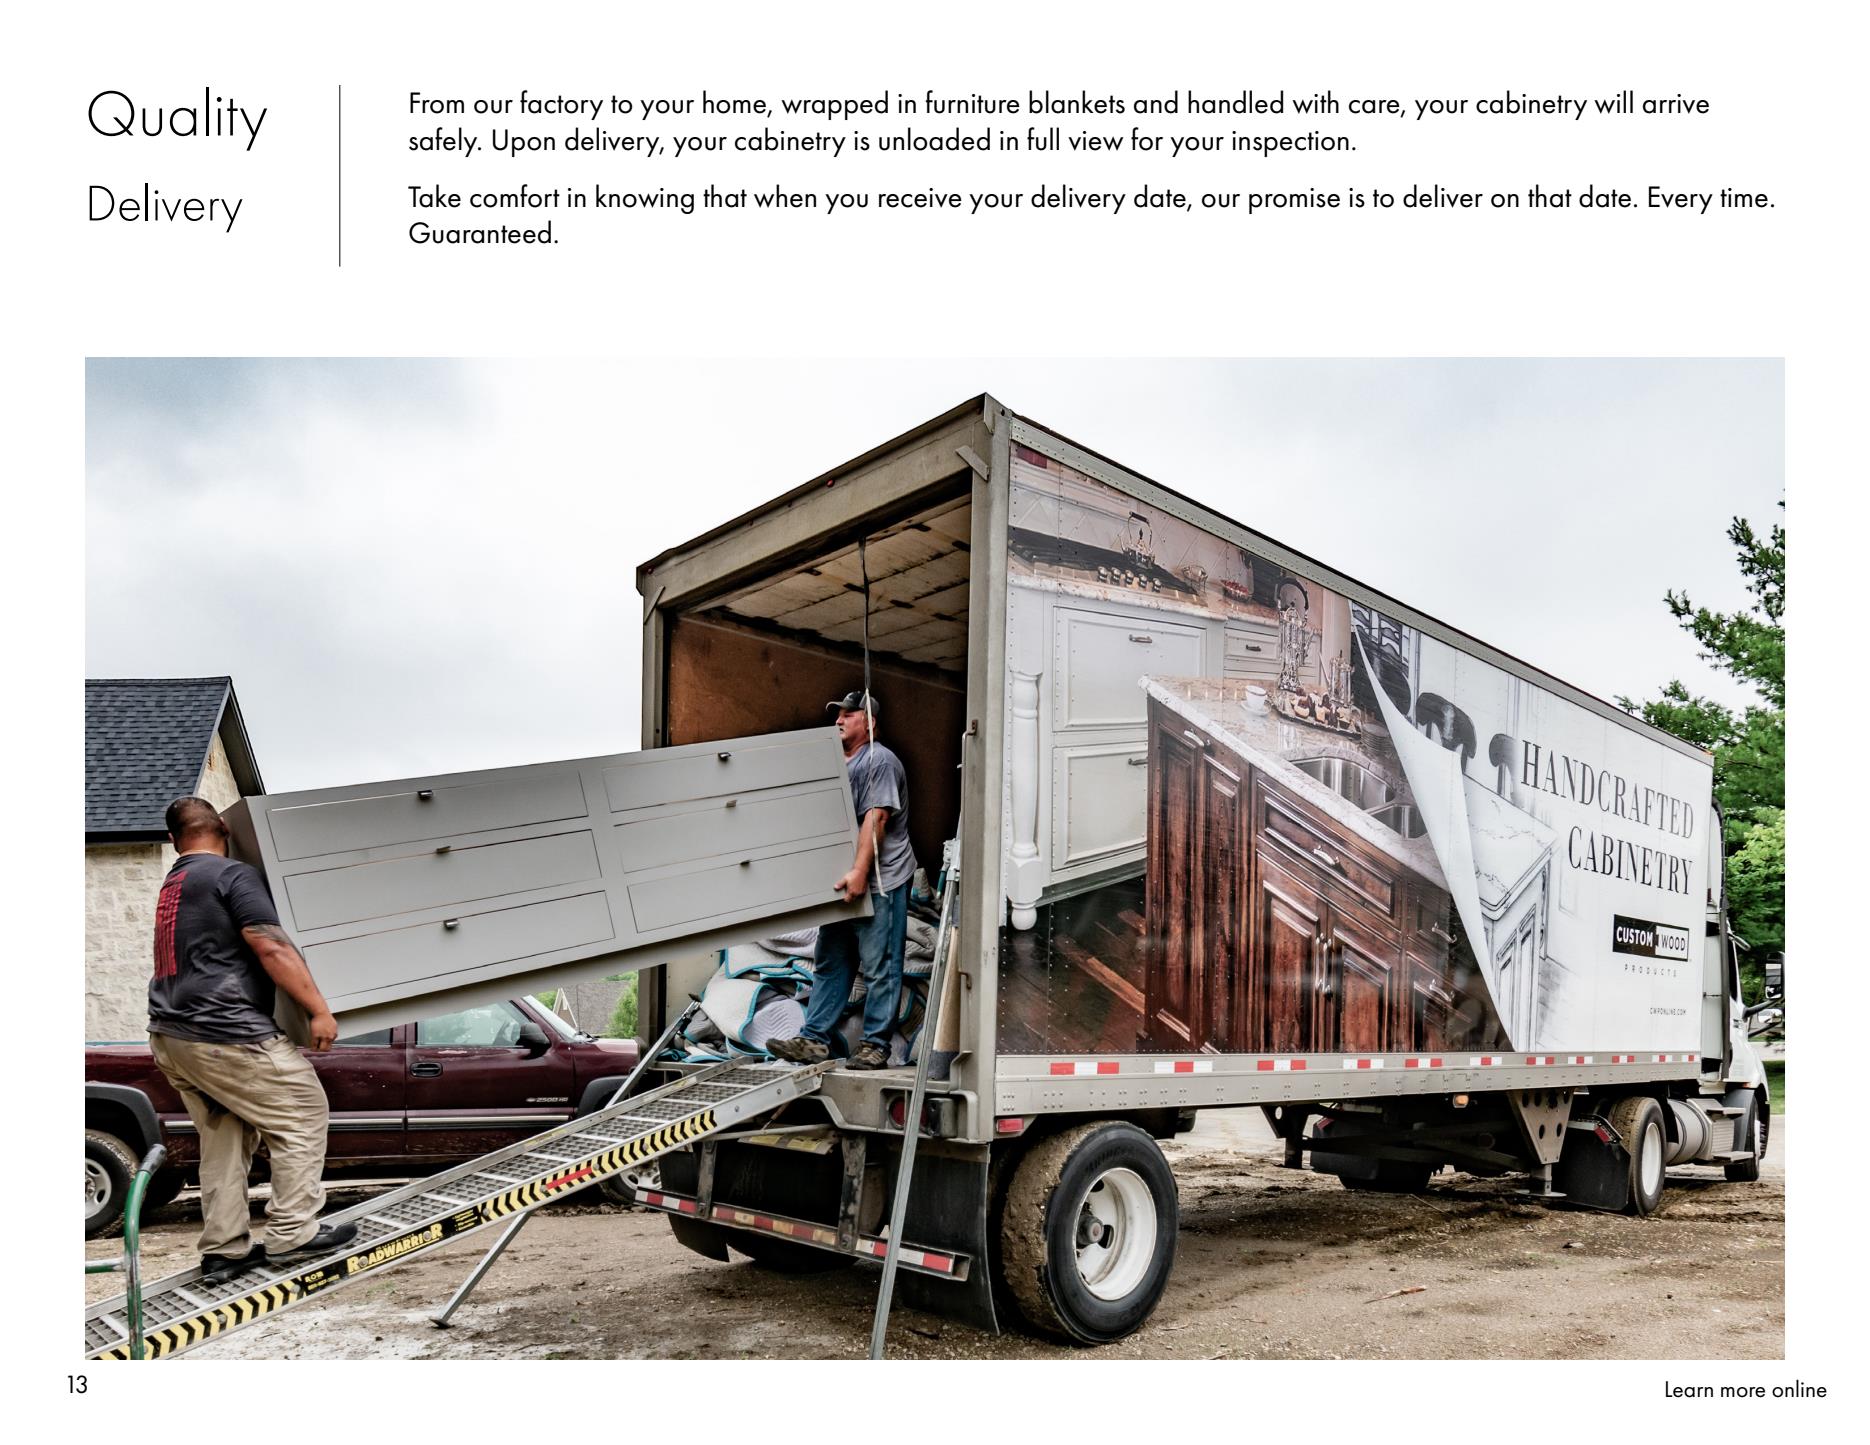 Quality
Delivery
From our factory to your home, wrapped in furniture blankets and handled with care, your cabinetry will arrive
safely. Upon delivery, your cabinetry is unloaded in full view for your inspection.
Take comfort in knowing that when you receive your delivery date, our promise is to deliver on that date. Every time.
Guaranteed.
HANDCRAFTED
CABINETRY
CUSTOM WOOD
PRODUCTS
CWPONLINE.COM
2500 HD
ROADWARRIOR
13
Learn more online